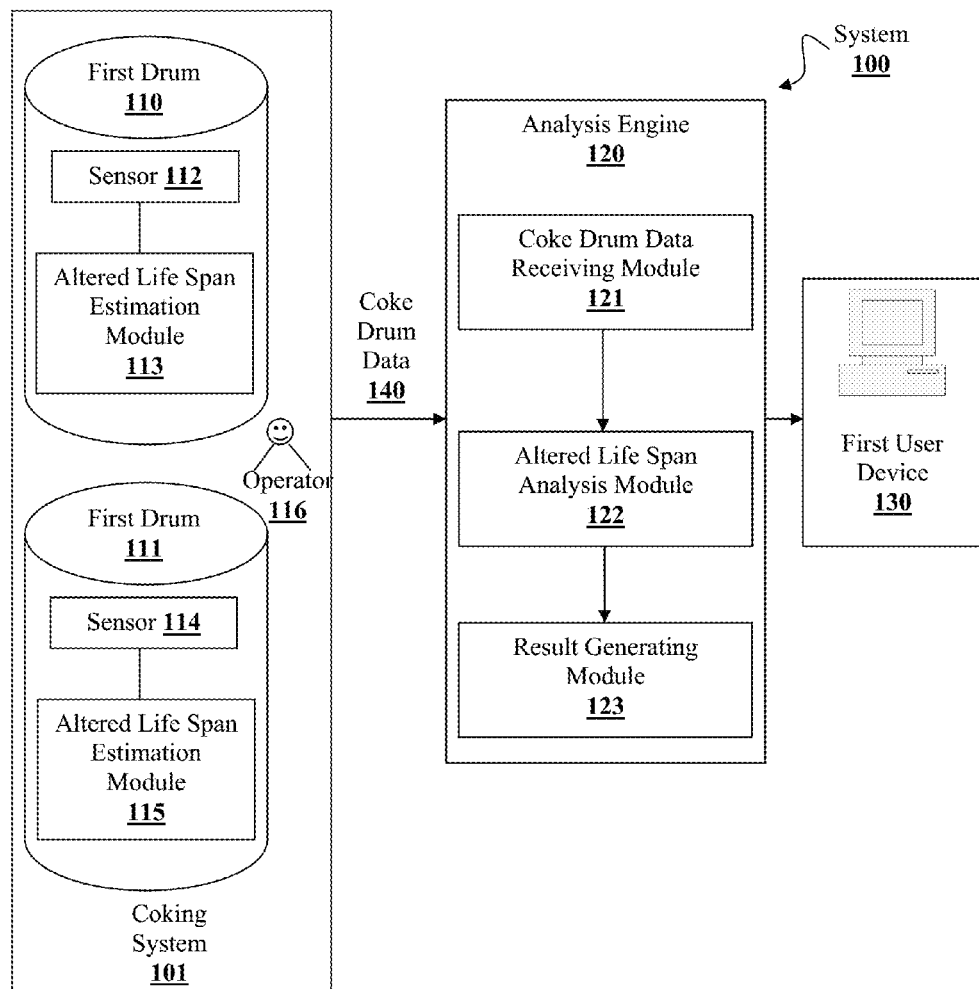 System
100
First Drum
110
Sensor 112
Altered Life Span
Estimation
Module
113
Operator
116
First Drum
111
Sensor 114
Altered Life Span
Estimation
Module
115
Coking
System
101
Coke
Drum
Data
140
Analysis Engine
120
Coke Drum Data
Receiving Module
121
Altered Life Span
Analysis Module
122
Result Generating
Module
123
First User
Device
130